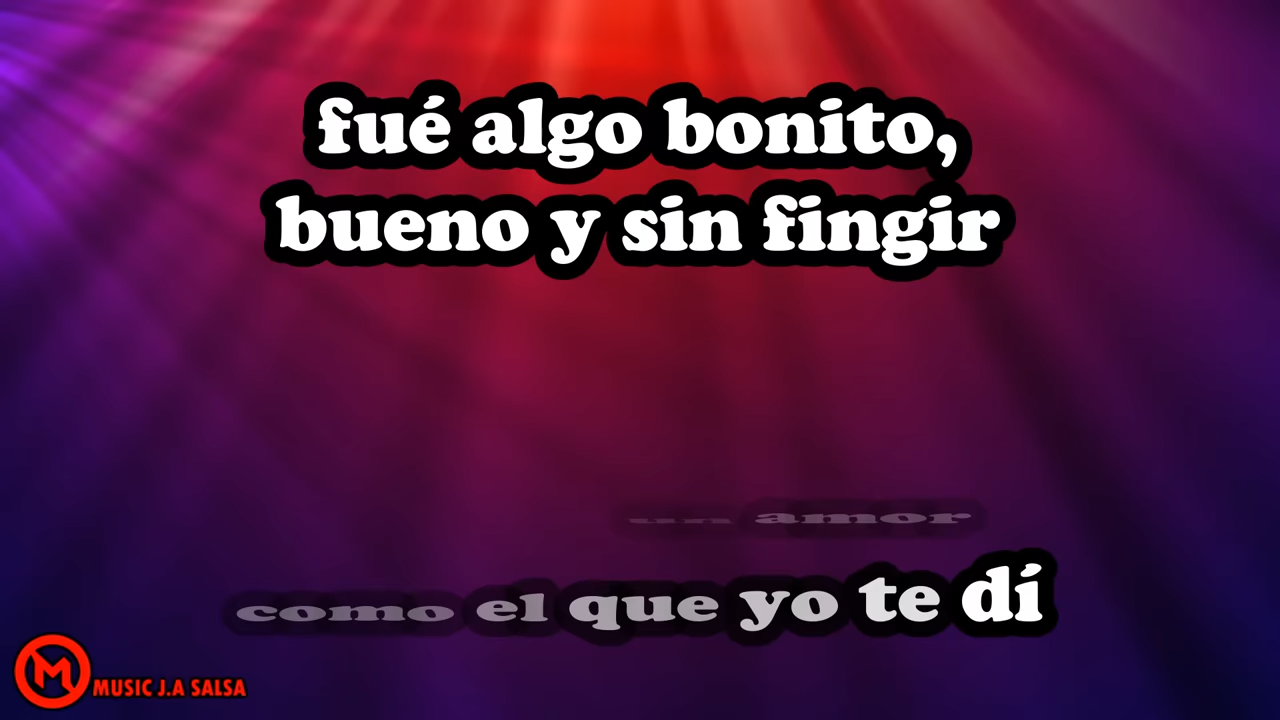 fué algo bonito,
bueno y sin fingir
un amor
como el que yo te dí
MUSIC J.A SALSA